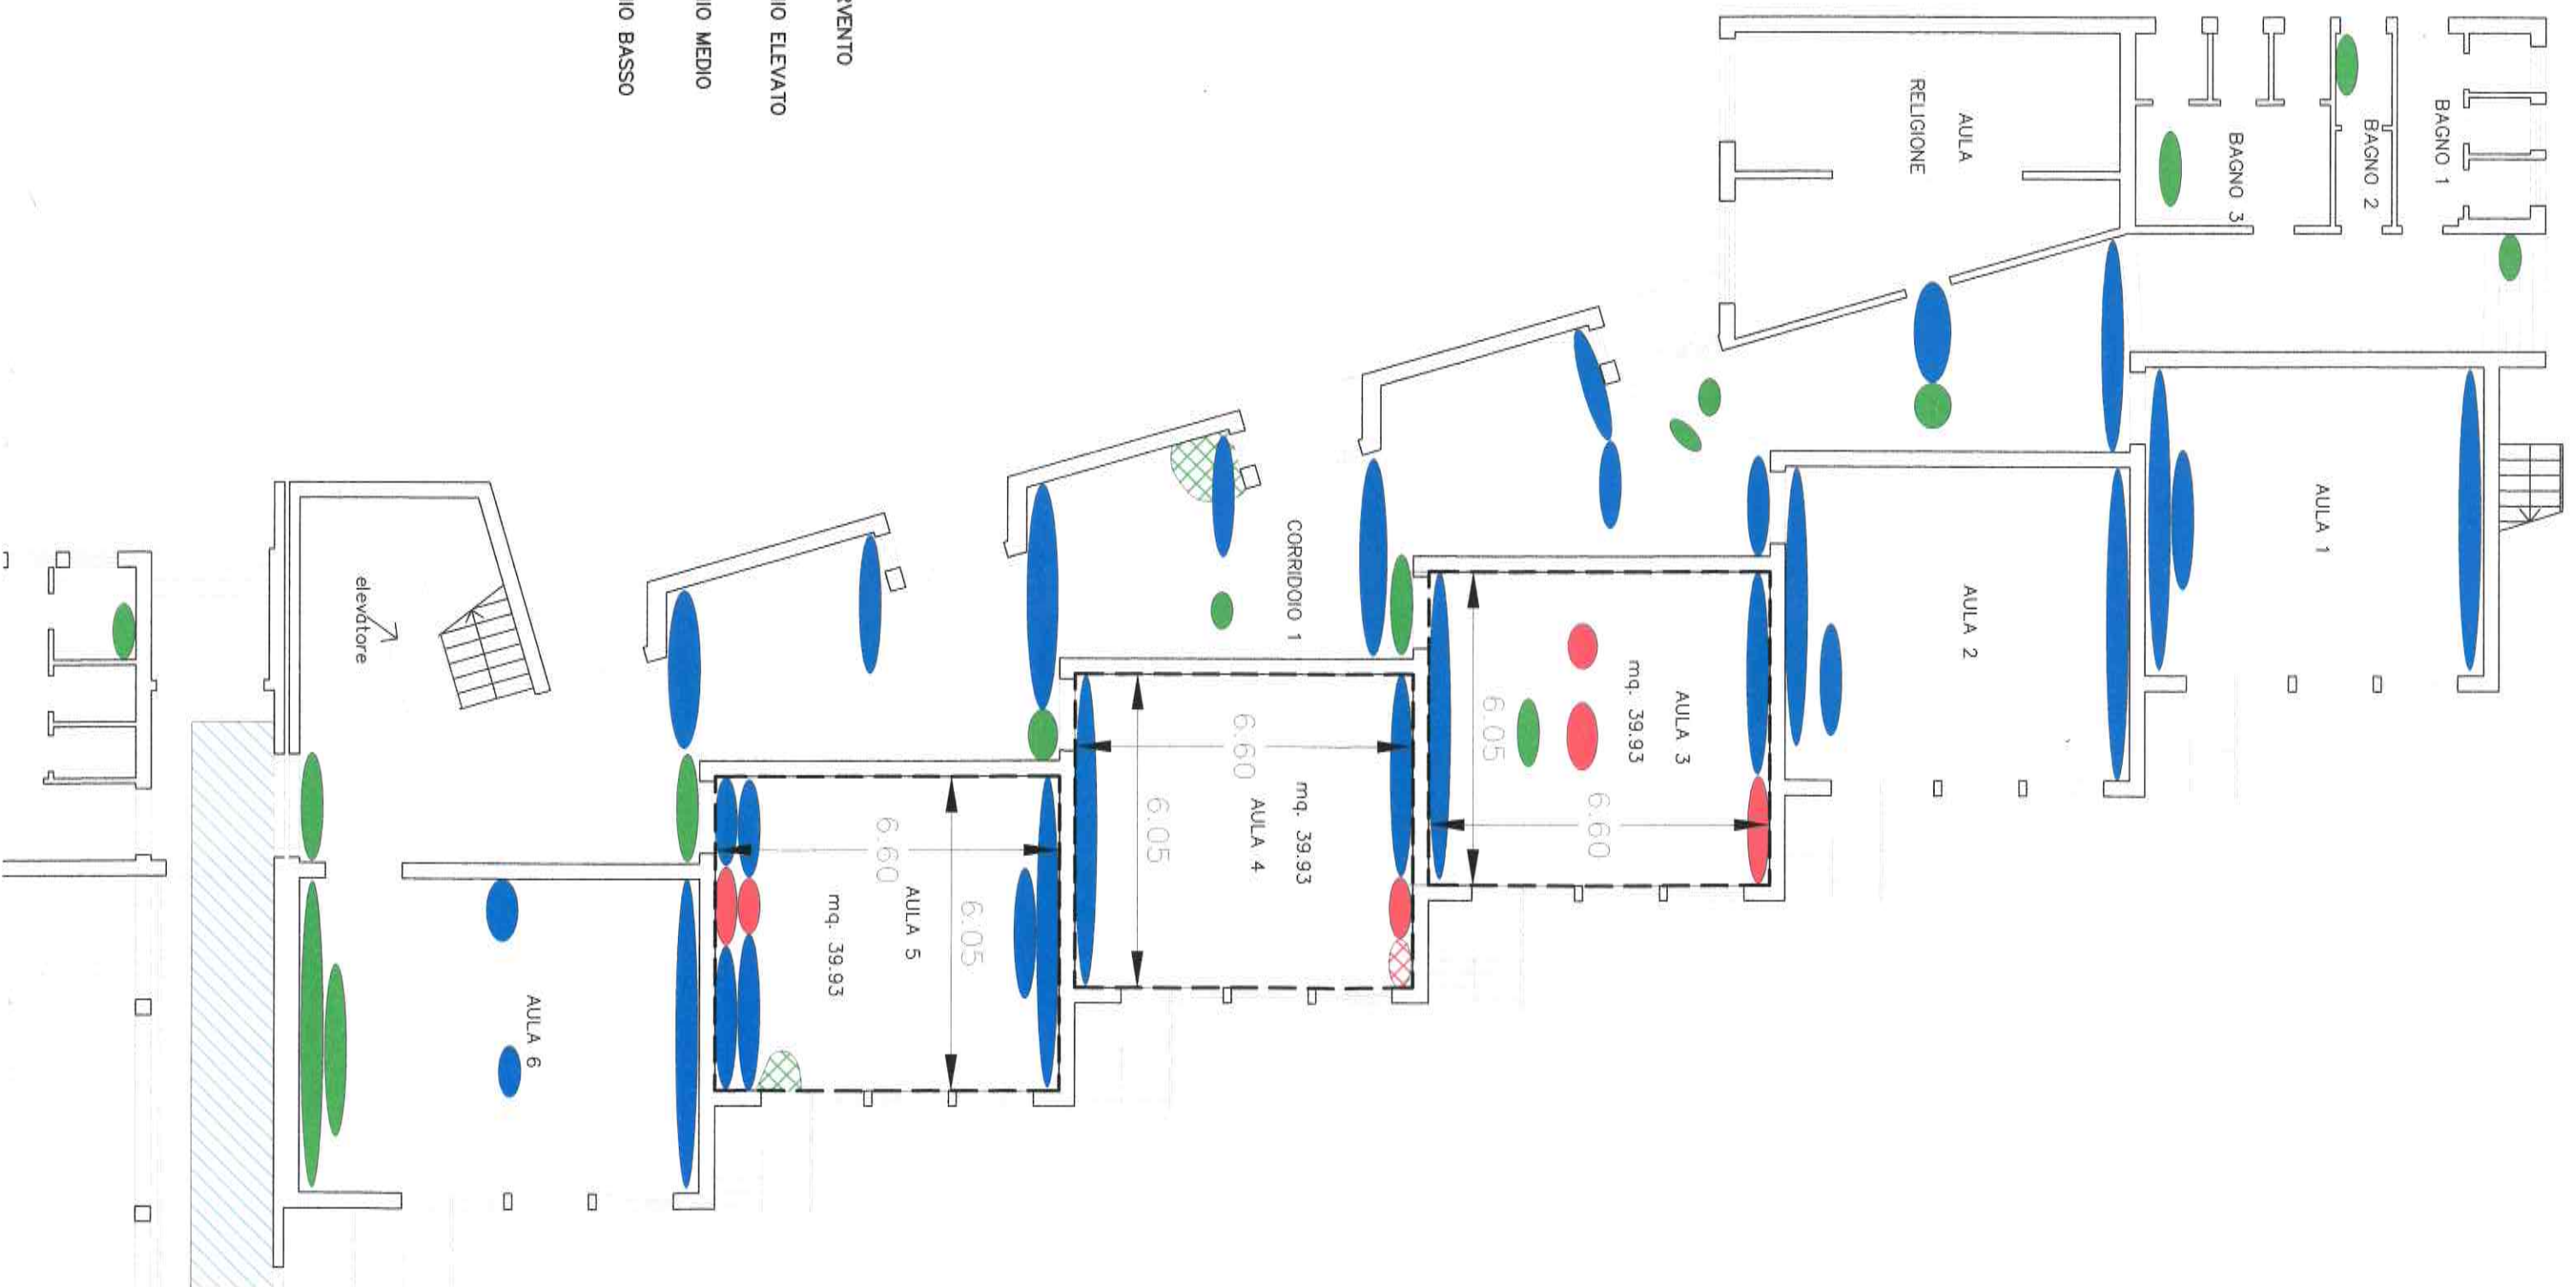 RVENTO
IO ELEVATO
IO MEDIO
IO BASSO
BAGNO 1
BAGNO 2
BAGNO 3
AULA
RELIGIONE
AULA 1
AULA 2
AULA 3
mq. 39.93
6.05
6.60
CORRIDOIO 1
mq. 39.93
AULA 4
6.60
6.05
AULA 5
mq. 39.93
6.60
6.05
elevatore
AULA 6